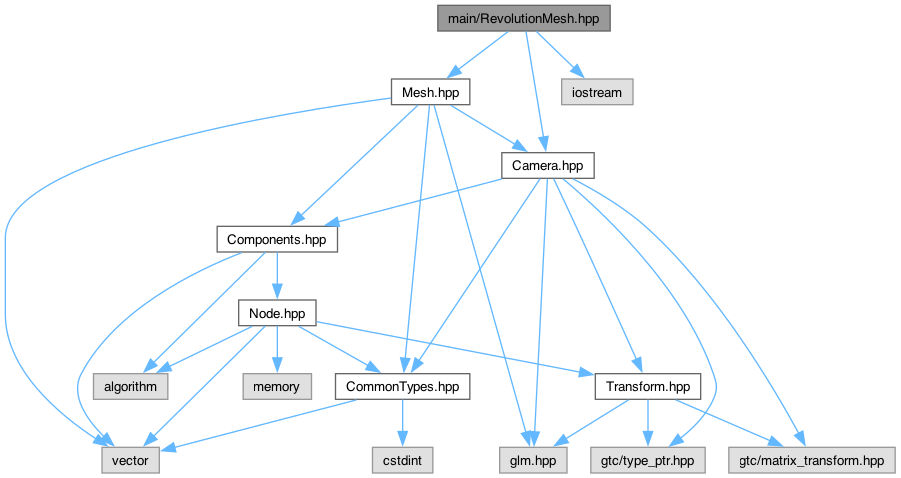 main/RevolutionMesh.hpp
Mesh.hpp
iostream
Camera.hpp
Components.hpp
Node.hpp
algorithm
memory
CommonTypes.hpp
Transform.hpp
vector
cstdint
glm.hpp
gtc/type_ptr.hpp
gtc/matrix_transform.hpp